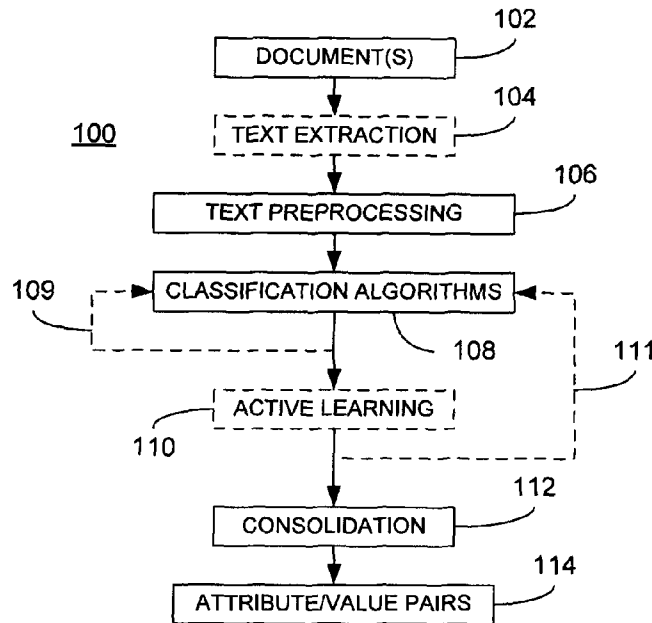 102
DOCUMENT(S)
104
100
TEXT EXTRACTION
106
TEXT PREPROCESSING
109
CLASSIFICATION ALGORITHMS
108
111
ACTIVE LEARNING
110
112
CONSOLIDATION
114
ATTRIBUTE/VALUE PAIRS